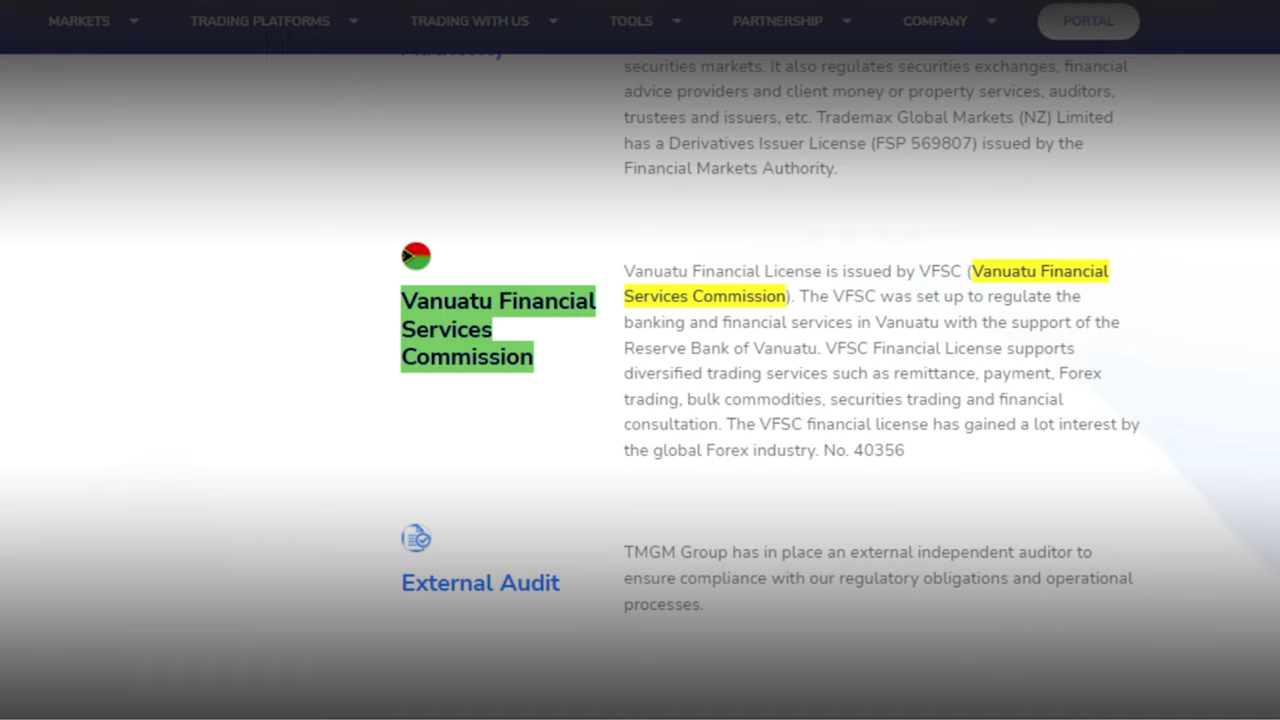 MARKETS TRADING PLATFORMS TRADING WITH US TOOLS PARTNERSHIP COMPANY PORTAL
Authority
securities markets. It also regulates securities exchanges, financial
advice providers and client money or property services, auditors,
trustees and issuers, etc. Trademax Global Markets (NZ) Limited
has a Derivatives Issuer License (FSP 569807) issued by the
Financial Markets Authority.
Vanuatu Financial
Services
Commission
Vanuatu Financial License is issued by VFSC (Vanuatu Financial
Services Commission). The VFSC was set up to regulate the
banking and financial services in Vanuatu with the support of the
Reserve Bank of Vanuatu. VFSC Financial License supports
diversified trading services such as remittance, payment, Forex
trading, bulk commodities, securities trading and financial
consultation. The VFSC financial license has gained a lot interest by
the global Forex industry. No. 40356
External Audit
TMGM Group has in place an external independent auditor to
ensure compliance with our regulatory obligations and operational
processes.